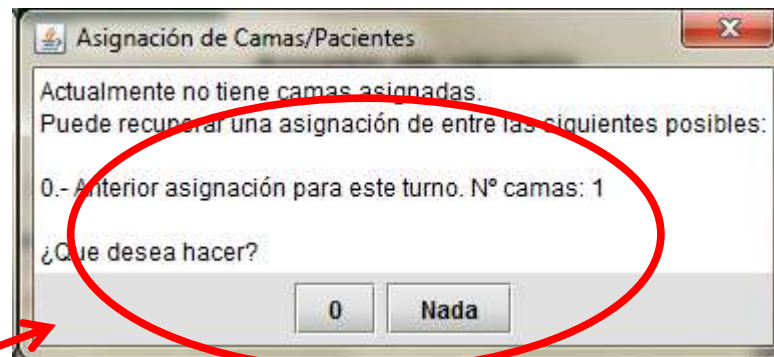 Asignación de Camas/Pacientes
Actualmente no tiene camas asignadas.
Puede recuperar una asignación de entre las siguientes posibles:
0.- Anterior asignación para este turno. Nº camas: 1
¿Que desea hacer?
0 Nada